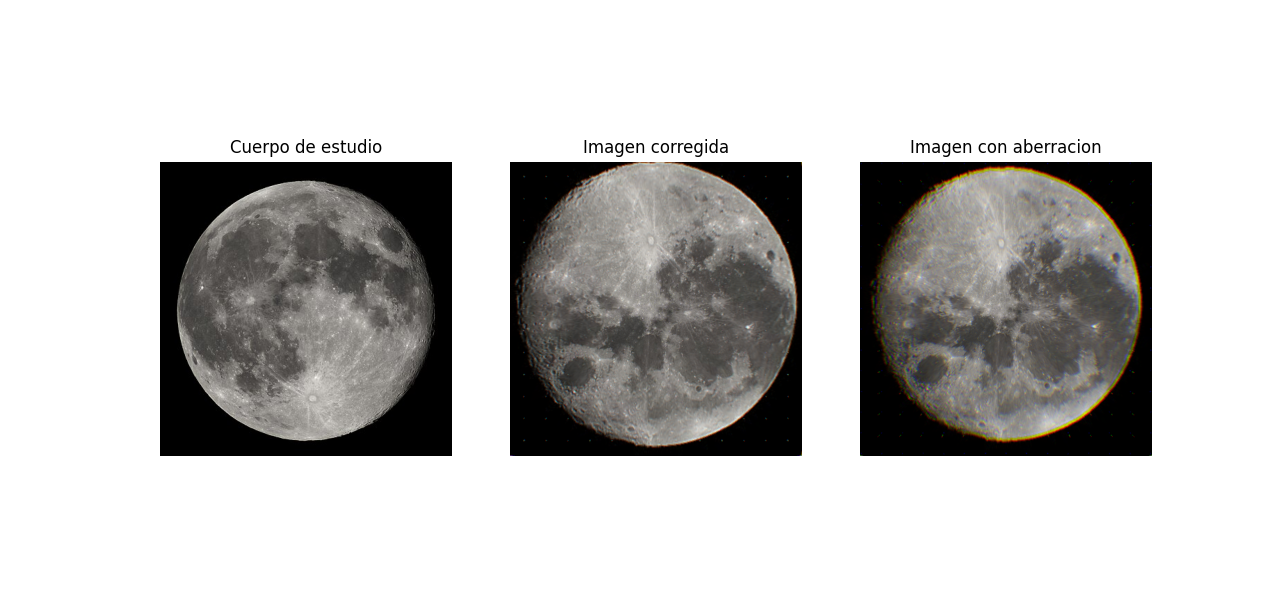 Cuerpo de estudio
Imagen corregida
Imagen con aberracion